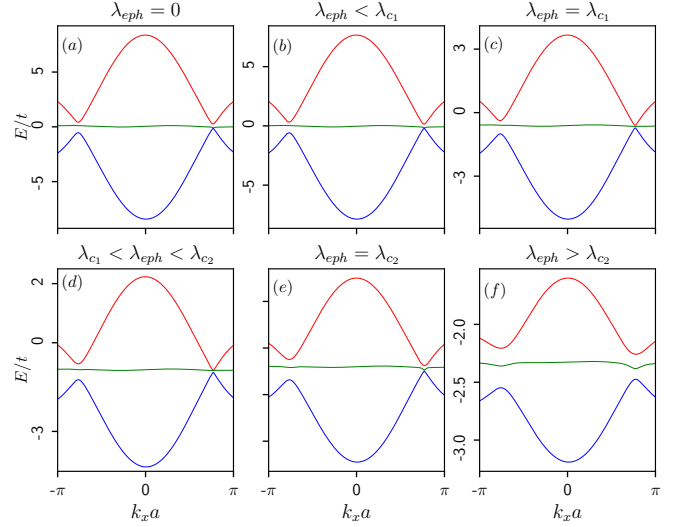 λ_{eph} = 0
λ_{eph} < λ_{c_1}
λ_{eph} = λ_{c_1}
(a)
(b)
(c)
E/t
5
0
-5
5
0
-5
3
0
-3
λ_{c_1} < λ_{eph} < λ_{c_2}
λ_{eph} = λ_{c_2}
λ_{eph} > λ_{c_2}
(d)
(e)
(f)
E/t
2
0
-3
-2.0
-2.5
-3.0
-π 0 π
-π 0 π
-π 0 π
k_x a
k_x a
k_x a